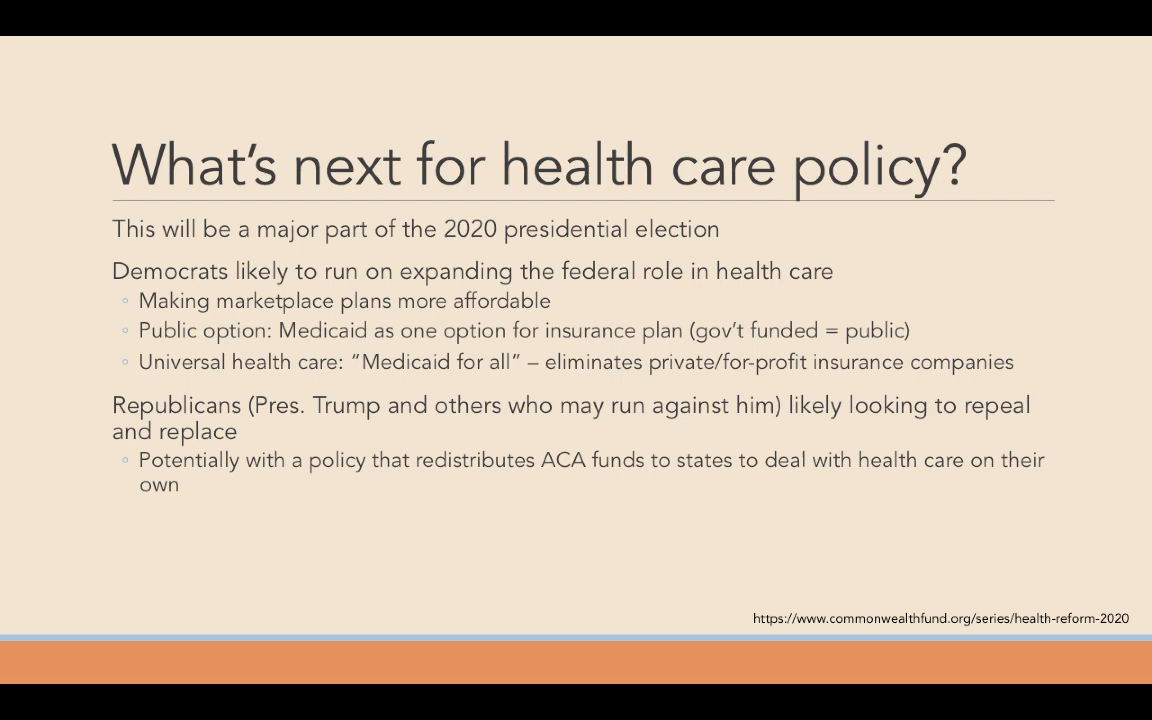 What's next for health care policy?
This will be a major part of the 2020 presidential election
Democrats likely to run on expanding the federal role in health care
◦ Making marketplace plans more affordable
◦ Public option: Medicaid as one option for insurance plan (gov't funded = public)
◦ Universal health care: “Medicaid for all” – eliminates private/for-profit insurance companies
Republicans (Pres. Trump and others who may run against him) likely looking to repeal
and replace
◦ Potentially with a policy that redistributes ACA funds to states to deal with health care on their
own
https://www.commonwealthfund.org/series/health-reform-2020